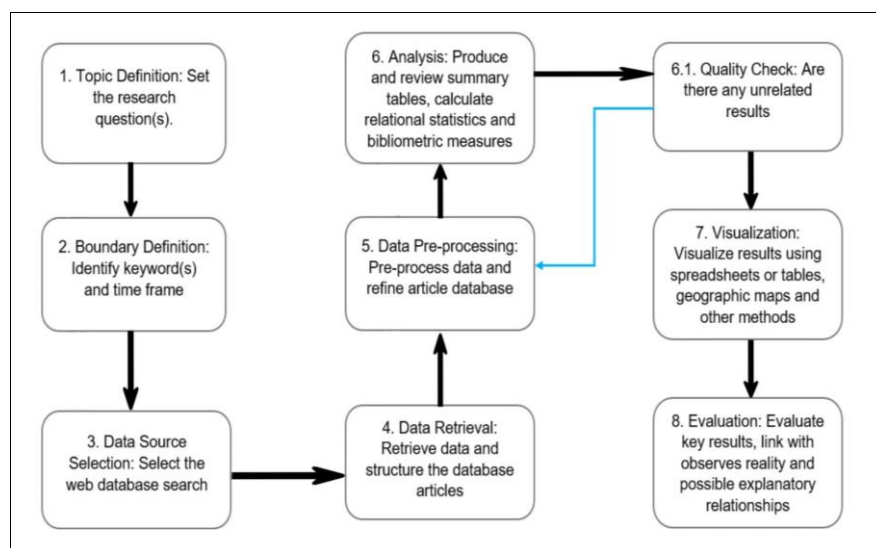 1. Topic Definition: Set
the research
question(s).
2. Boundary Definition:
Identify keyword(s)
and time frame
3. Data Source
Selection: Select the
web database search
4. Data Retrieval:
Retrieve data and
structure the database
articles
5. Data Pre-processing:
Pre-process data and
refine article database
6. Analysis: Produce
and review summary
tables, calculate
relational statistics and
bibliometric measures
6.1. Quality Check: Are
there any unrelated
results
7. Visualization:
Visualize results using
spreadsheets or tables,
geographic maps and
other methods
8. Evaluation: Evaluate
key results, link with
observes reality and
possible explanatory
relationships